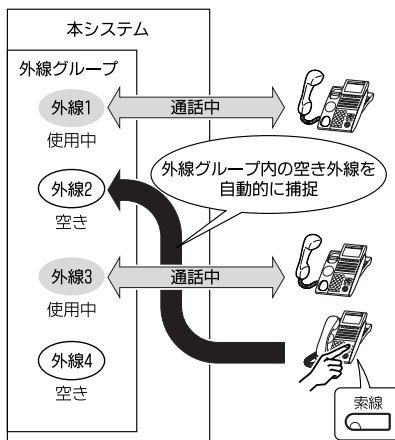 本システム
外線グループ
外線1
通話中
使用中
外線グループ内の空き外線を
自動的に捕捉
外線2
空き
外線3
通話中
使用中
外線4
空き
索線